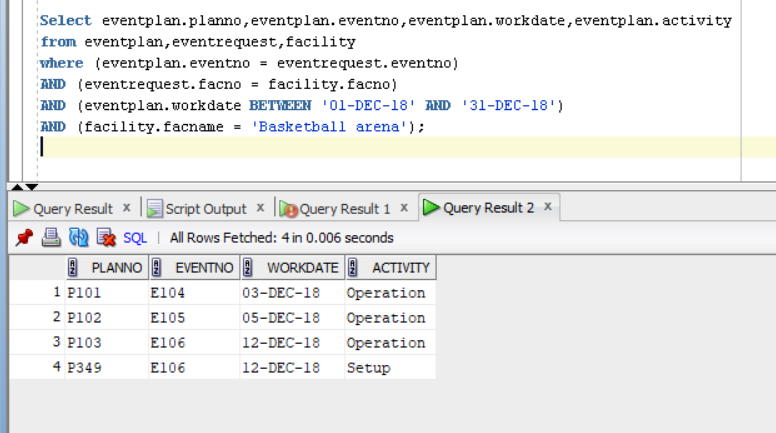 Select eventplan.planno,eventplan.eventno,eventplan.workdate,eventplan.activity
from eventplan,eventrequest,facility
where (eventplan.eventno = eventrequest.eventno)
AND (eventrequest.facno = facility.facno)
AND (eventplan.workdate BETWEEN '01-DEC-18' AND '31-DEC-18')
AND (facility.facname = 'Basketball arena');
Query Result x Script Output x Query Result 1 x Query Result 2 x
SQL | All Rows Fetched: 4 in 0.006 seconds
PLANNO EVENTNO WORKDATE ACTIVITY
1 P101 E104 03-DEC-18 Operation
2 P102 E105 05-DEC-18 Operation
3 P103 E106 12-DEC-18 Operation
4 P349 E106 12-DEC-18 Setup